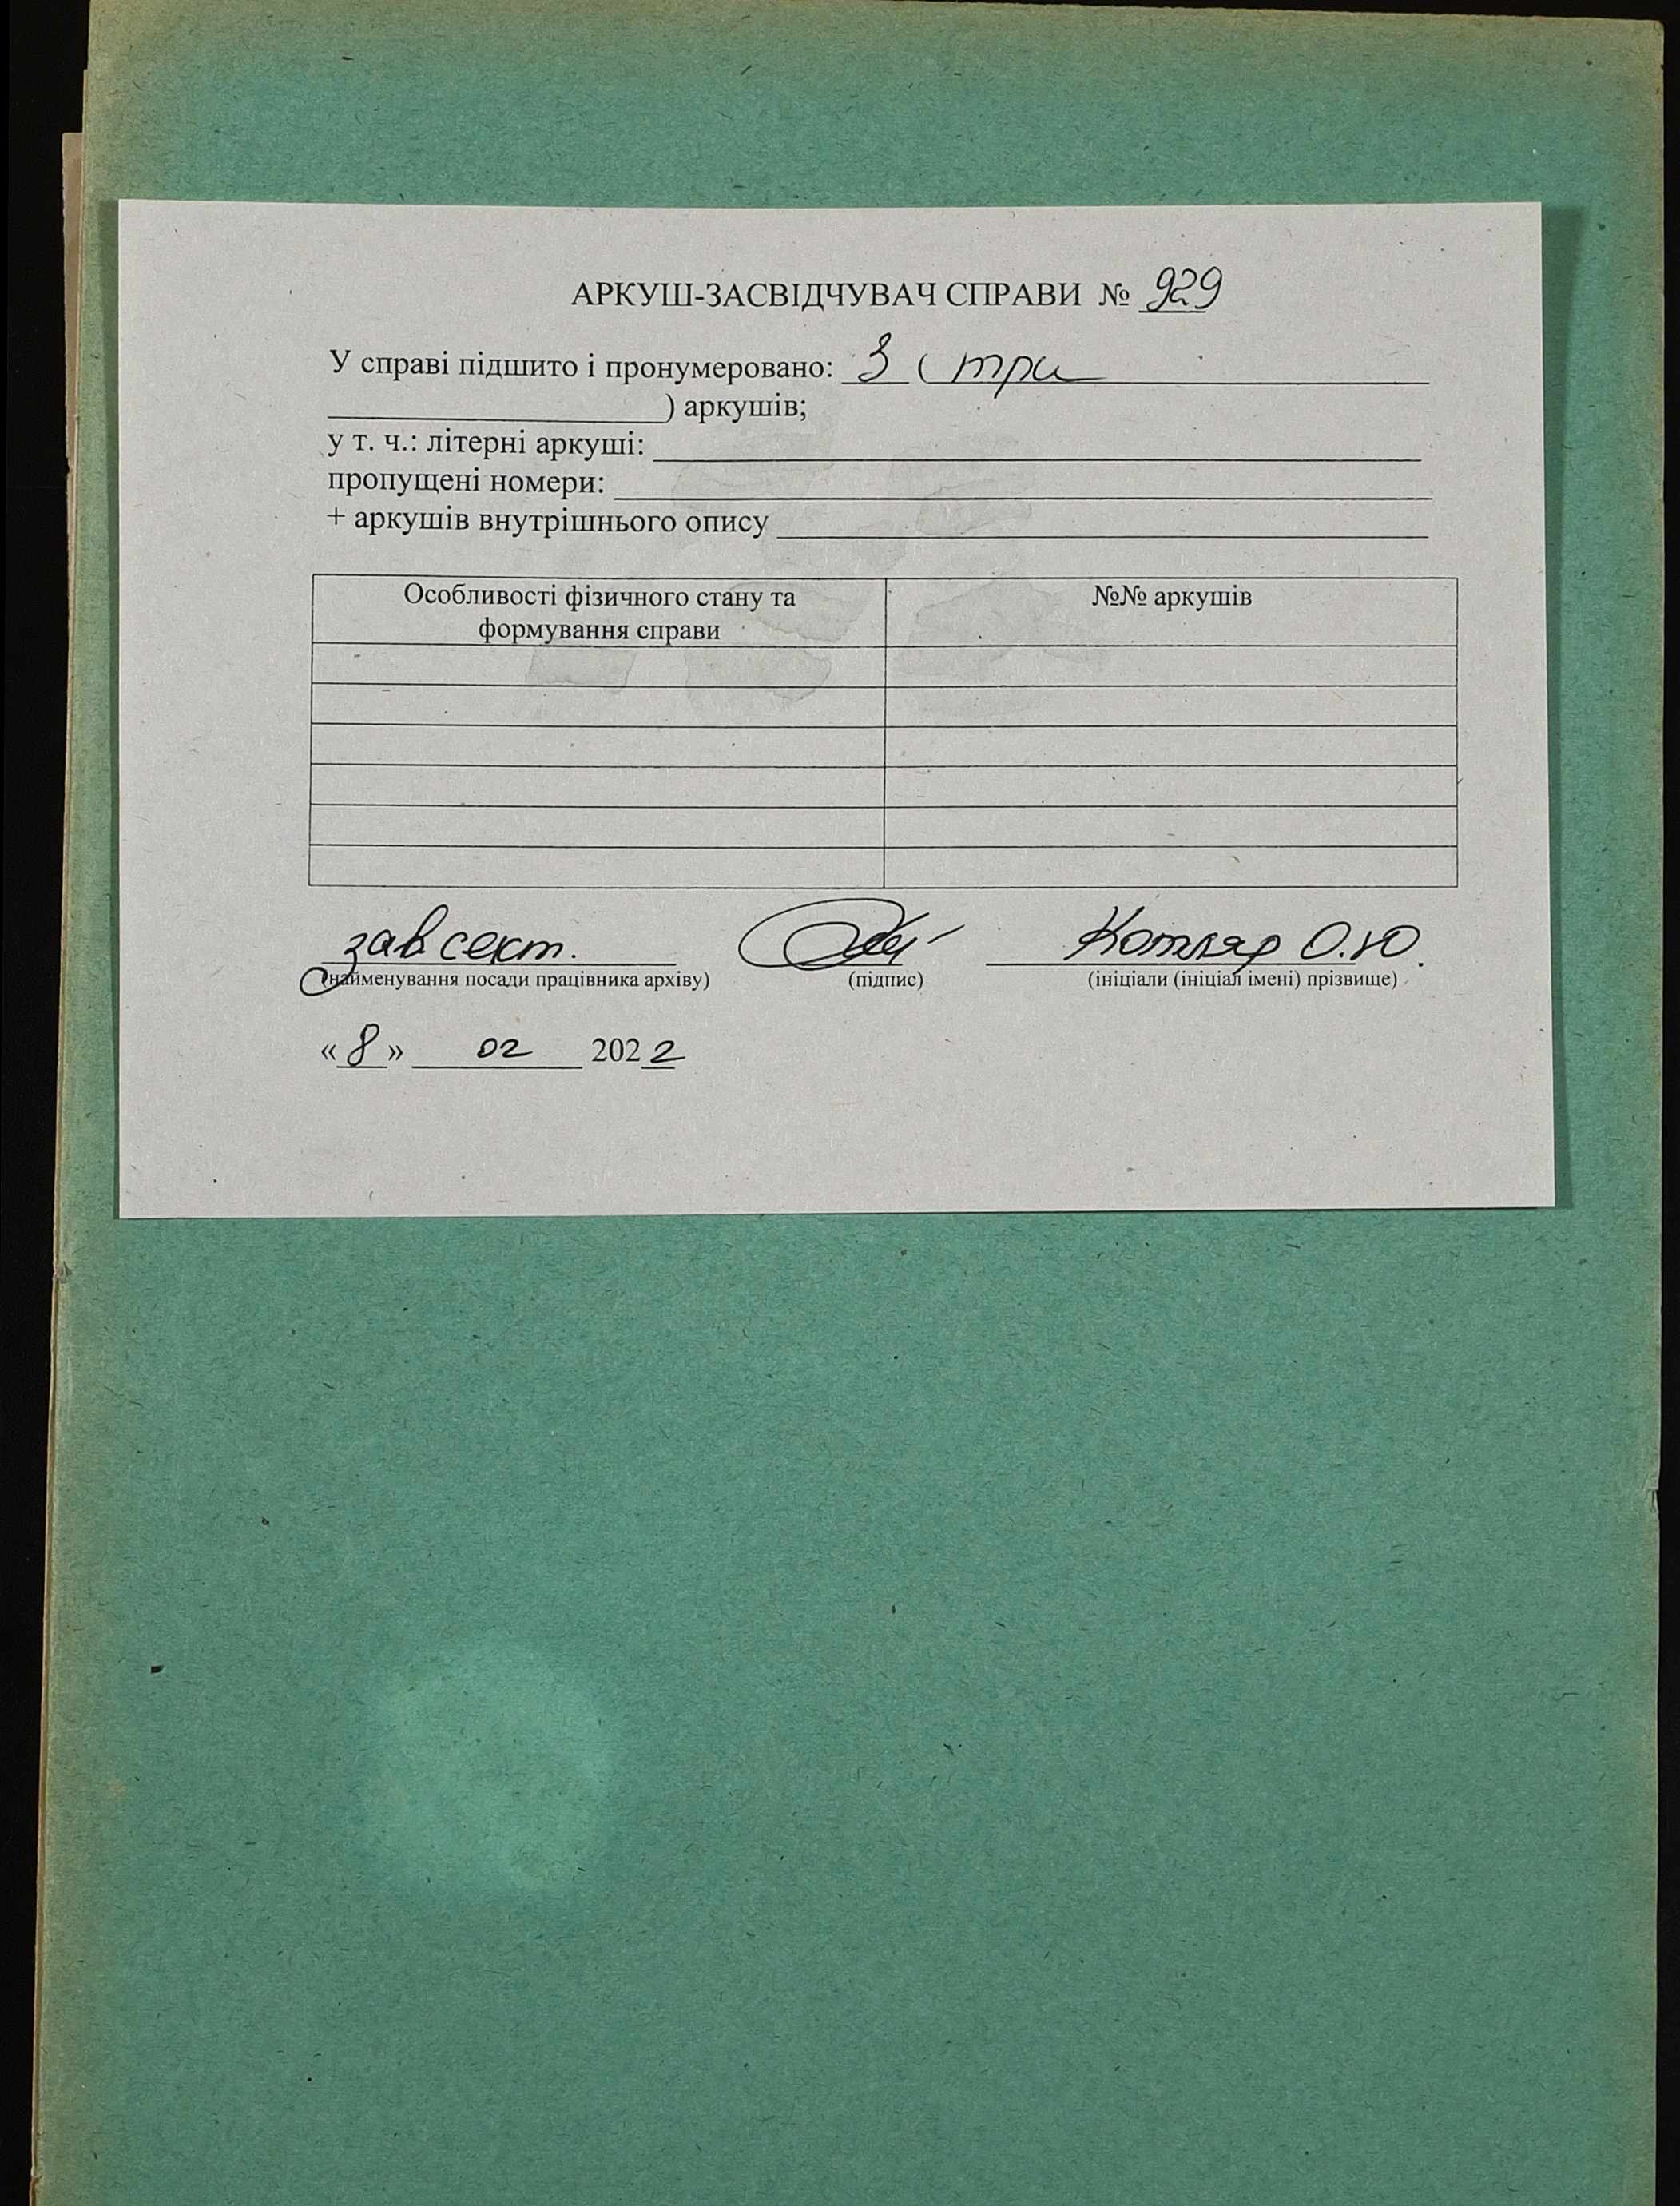 АРКУШ-ЗАСВІДЧУВАЧ СПРАВИ № 929
У справі підшито і пронумеровано: 3 ( три
) аркушів;
у т. ч.: літерні аркуші:
пропущені номери:
+ аркушів внутрішнього опису
Особливості фізичного стану та формування справи	№№ аркушів
зав сект. Котляр О.Ю.
(найменування посади працівника архіву) (підпис) (ініціали (ініціал імені) прізвище)
« 8 » 02 2022